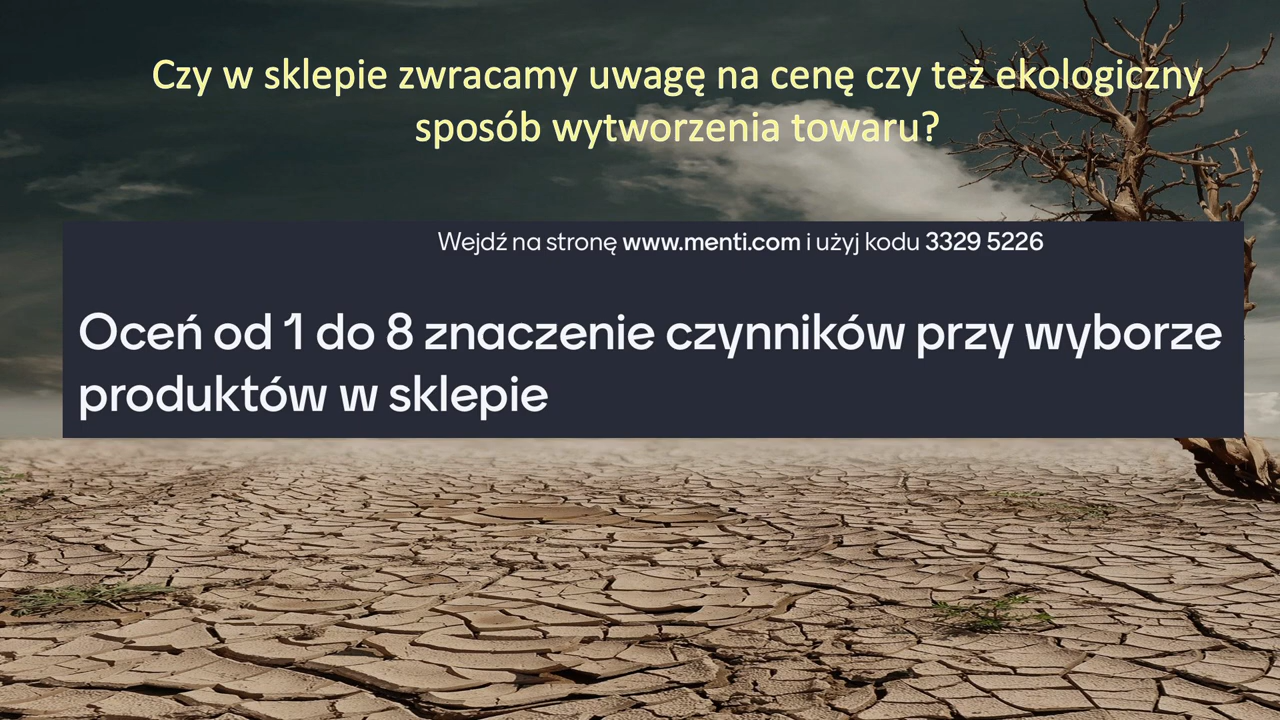 Czy w sklepie zwracamy uwagę na cenę czy też ekologiczny
sposób wytworzenia towaru?
Wejdź na stronę www.menti.com i użyj kodu 3329 5226
Oceń od 1 do 8 znaczenie czynników przy wyborze
produktów w sklepie